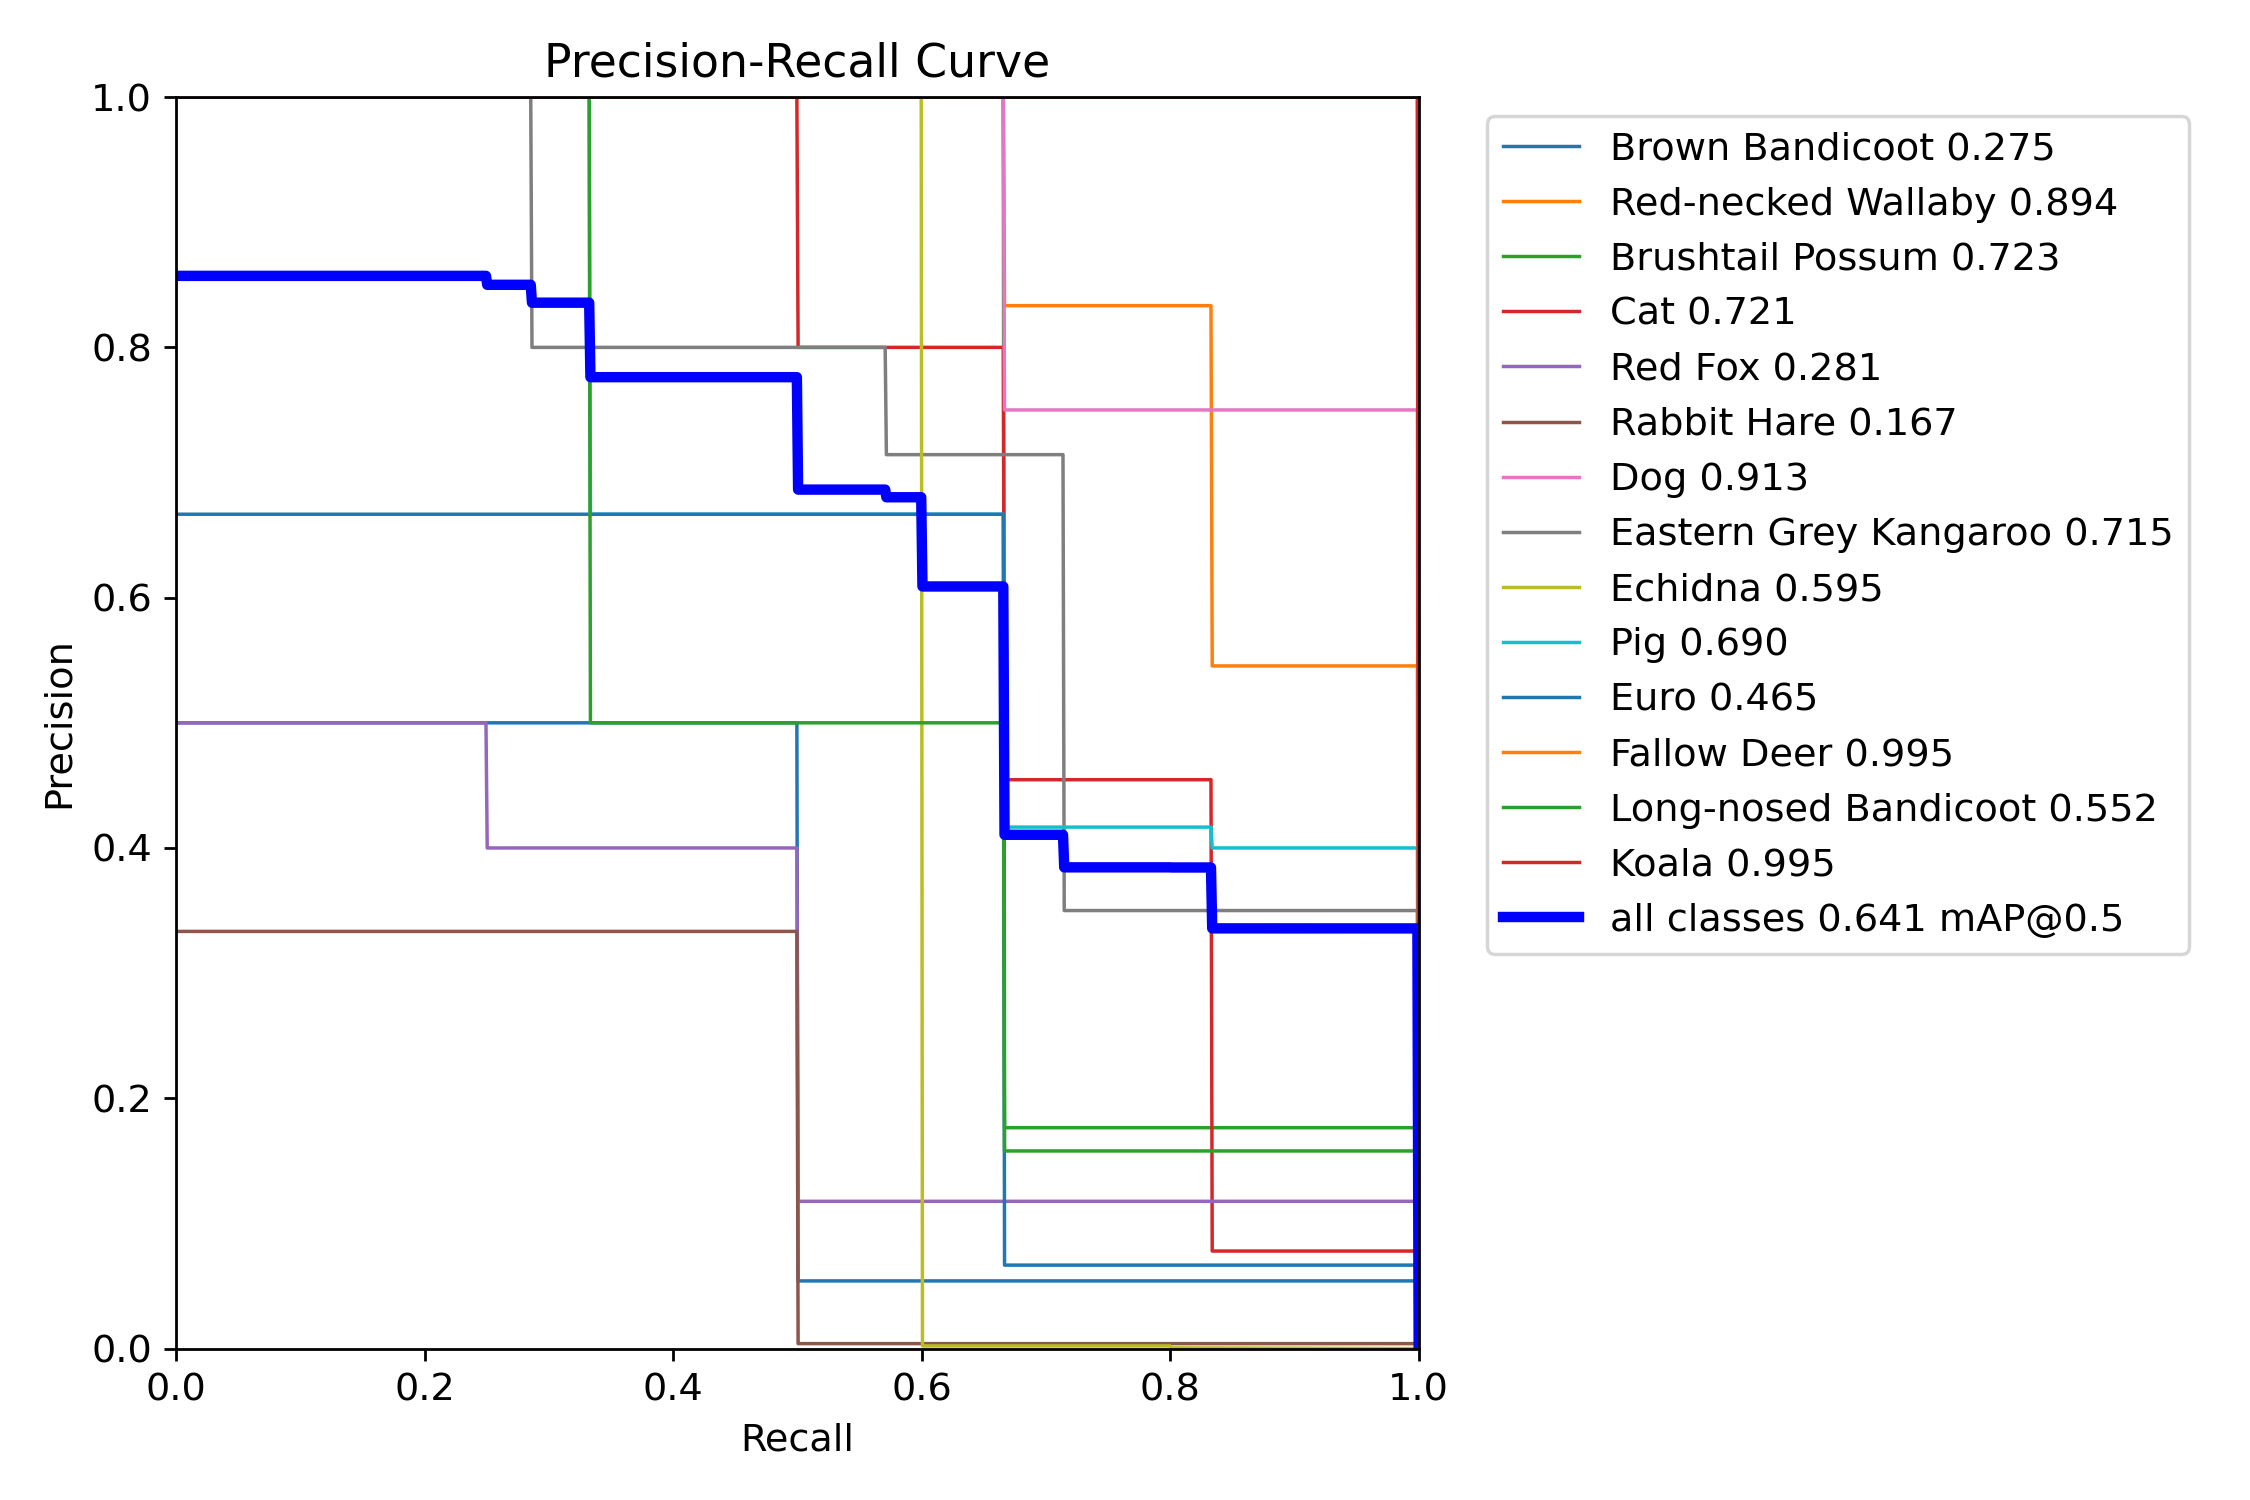 Precision-Recall Curve
1.0
0.8
0.6
0.4
0.2
0.0
Precision
0.0 0.2 0.4 0.6 0.8 1.0
Recall
Brown Bandicoot 0.275
Red-necked Wallaby 0.894
Brushtail Possum 0.723
Cat 0.721
Red Fox 0.281
Rabbit Hare 0.167
Dog 0.913
Eastern Grey Kangaroo 0.715
Echidna 0.595
Pig 0.690
Euro 0.465
Fallow Deer 0.995
Long-nosed Bandicoot 0.552
Koala 0.995
all classes 0.641 mAP@0.5